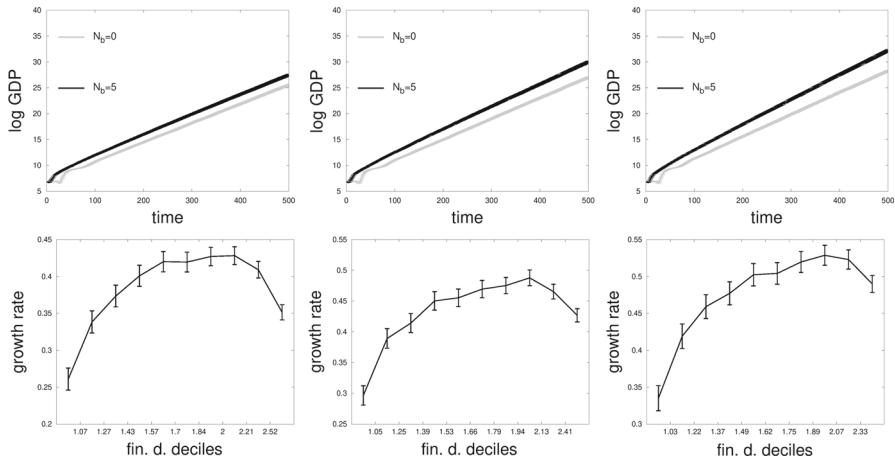 40
35
30
25
20
15
10
5
0 100 200 300 400 500
log GDP
time
N_b=0
N_b=5
40
35
30
25
20
15
10
5
0 100 200 300 400 500
log GDP
time
N_b=0
N_b=5
40
35
30
25
20
15
10
5
0 100 200 300 400 500
log GDP
time
N_b=0
N_b=5
0.45
0.4
0.35
0.3
0.25
0.2
1.07 1.27 1.43 1.57 1.7 1.84 2 2.21 2.52
growth rate
fin. d. deciles
0.55
0.5
0.45
0.4
0.35
0.3
0.25
1.05 1.25 1.39 1.53 1.66 1.79 1.94 2.13 2.41
growth rate
fin. d. deciles
0.55
0.5
0.45
0.4
0.35
0.3
1.03 1.22 1.37 1.49 1.62 1.75 1.89 2.07 2.33
growth rate
fin. d. deciles